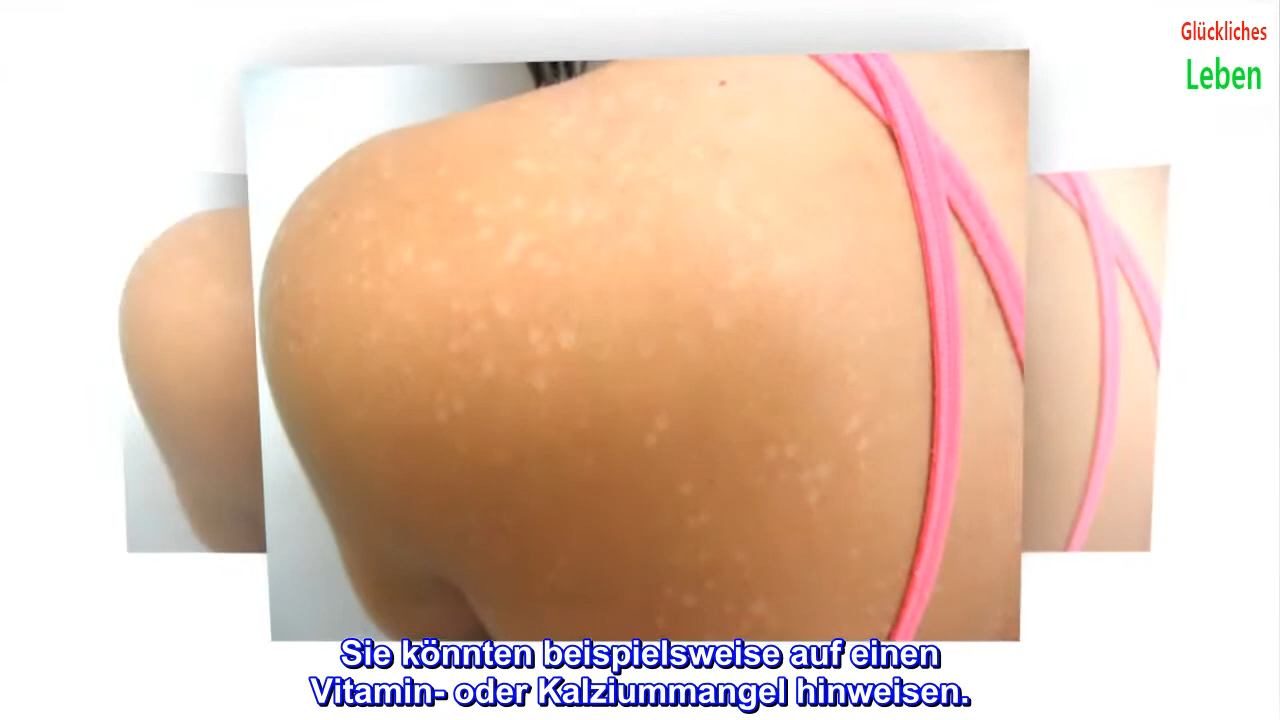 Glückliches
Leben
Sie könnten beispielsweise auf einen
Vitamin- oder Kalziummangel hinweisen.